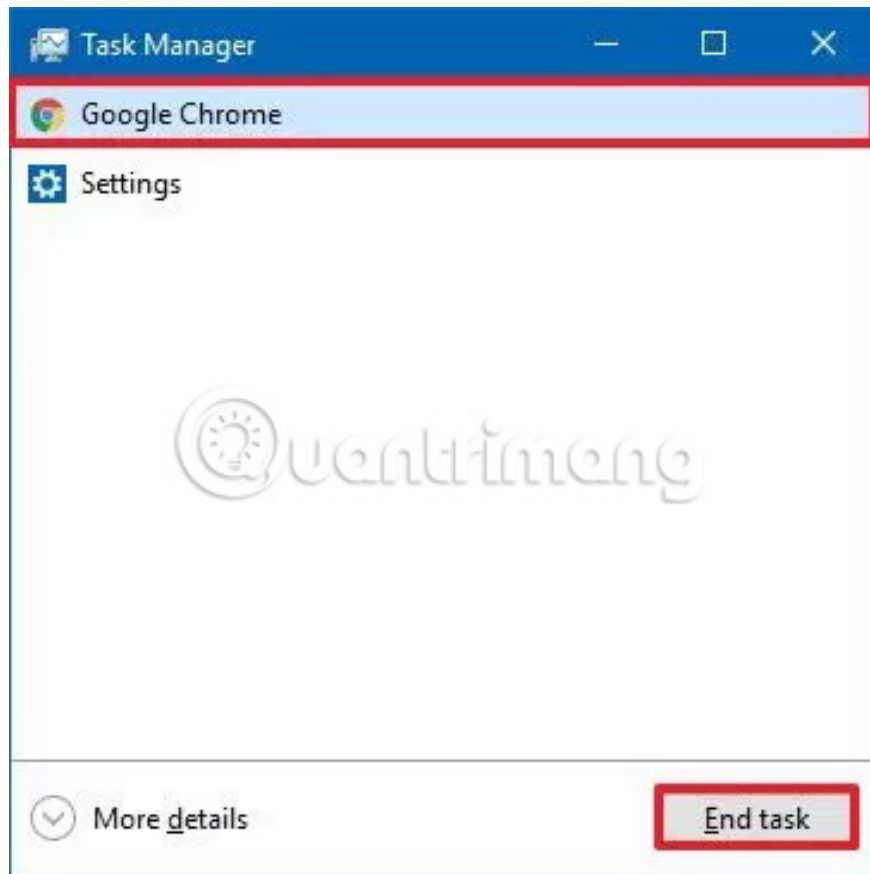 Task Manager
Google Chrome
Settings
Quantrimang
More details
End task